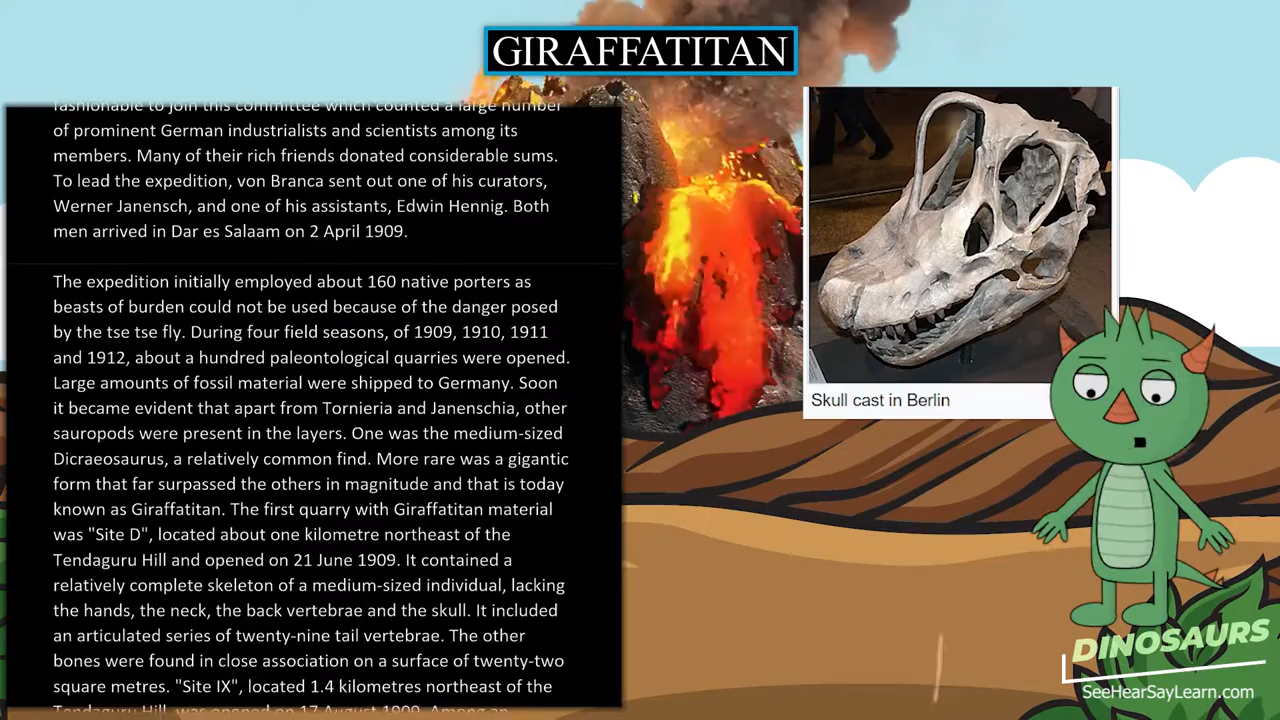 GIRAFFATITAN
fashionable to join this committee which counted a large number
of prominent German industrialists and scientists among its
members. Many of their rich friends donated considerable sums.
To lead the expedition, von Branca sent out one of his curators,
Werner Janensch, and one of his assistants, Edwin Hennig. Both
men arrived in Dar es Salaam on 2 April 1909.
The expedition initially employed about 160 native porters as
beasts of burden could not be used because of the danger posed
by the tse tse fly. During four field seasons, of 1909, 1910, 1911
and 1912, about a hundred paleontological quarries were opened.
Large amounts of fossil material were shipped to Germany. Soon
it became evident that apart from Tornieria and Janenschia, other
sauropods were present in the layers. One was the medium-sized
Dicraeosaurus, a relatively common find. More rare was a gigantic
form that far surpassed the others in magnitude and that is today
known as Giraffatitan. The first quarry with Giraffatitan material
was "Site D", located about one kilometre northeast of the
Tendaguru Hill and opened on 21 June 1909. It contained a
relatively complete skeleton of a medium-sized individual, lacking
the hands, the neck, the back vertebrae and the skull. It included
an articulated series of twenty-nine tail vertebrae. The other
bones were found in close association on a surface of twenty-two
square metres. "Site IX", located 1.4 kilometres northeast of the
Tendaguru Hill, was opened on 17 August 1909. Among an
Skull cast in Berlin
DINOSAURS
SeeHearSayLearn.com